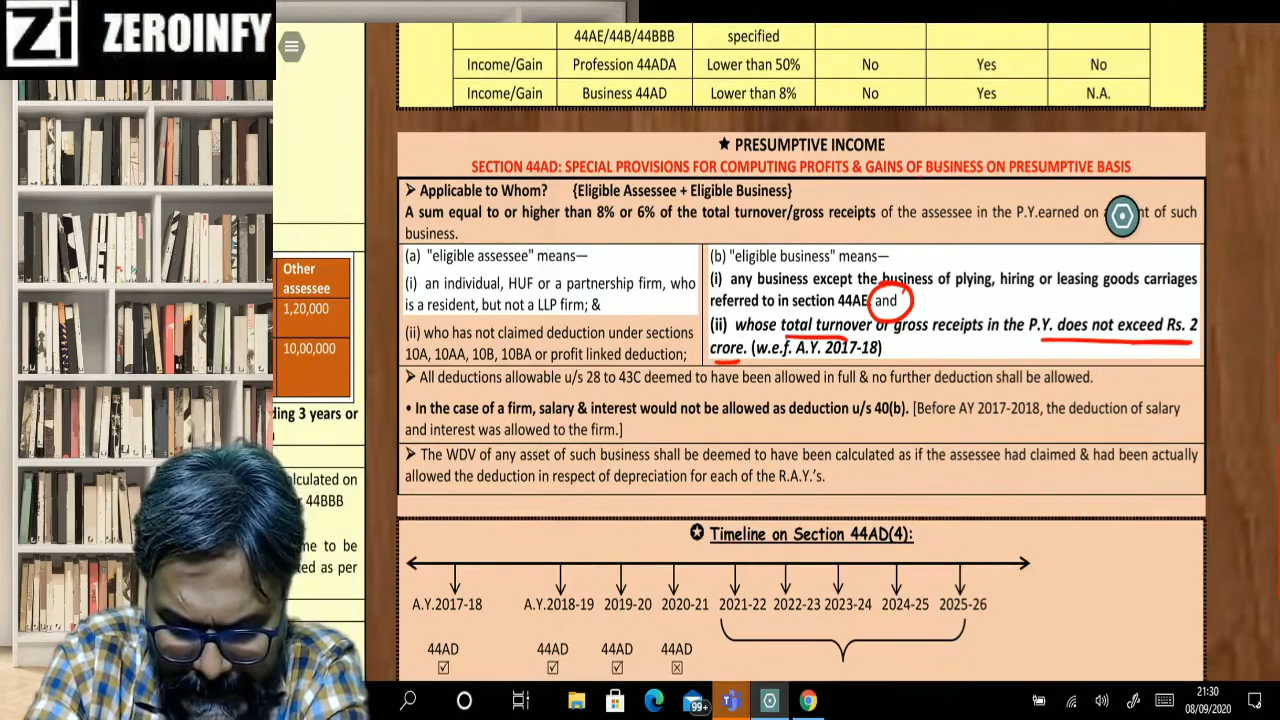 Zi ZEROINFY
44AE/44B/44BBB specified
Income/Gain Profession 44ADA Lower than 50% No Yes No
Income/Gain Business 44AD Lower than 8% No Yes N.A.
★ PRESUMPTIVE INCOME
SECTION 44AD: SPECIAL PROVISIONS FOR COMPUTING PROFITS & GAINS OF BUSINESS ON PRESUMPTIVE BASIS
➢ Applicable to Whom? {Eligible Assessee + Eligible Business}
A sum equal to or higher than 8% or 6% of the total turnover/gross receipts of the assessee in the P.Y.earned on nt of such
business.
(a) "eligible assessee" means—
(i) an individual, HUF or a partnership firm, who
is a resident, but not a LLP firm; &
(ii) who has not claimed deduction under sections
10A, 10AA, 10B, 10BA or profit linked deduction;
(b) "eligible business" means—
(i) any business except the business of plying, hiring or leasing goods carriages
referred to in section 44AE and
(ii) whose total turnover or gross receipts in the P.Y. does not exceed Rs. 2
crore. (w.e.f. A.Y. 2017-18)
➢ All deductions allowable u/s 28 to 43C deemed to have been allowed in full & no further deduction shall be allowed.
• In the case of a firm, salary & interest would not be allowed as deduction u/s 40(b). [Before AY 2017-2018, the deduction of salary
and interest was allowed to the firm.]
➢ The WDV of any asset of such business shall be deemed to have been calculated as if the assessee had claimed & had been actually
allowed the deduction in respect of depreciation for each of the R.A.Y.'s.
Timeline on Section 44AD(4):
A.Y.2017-18 A.Y.2018-19 2019-20 2020-21 2021-22 2022-23 2023-24 2024-25 2025-26
44AD 44AD 44AD 44AD
☑ ☑ ☑ ☒
Other
assessee
1,20,000
10,00,000
ding 3 years or
alculated on
44BBB
me to be
ted as per
99+
21:30
08/09/2020